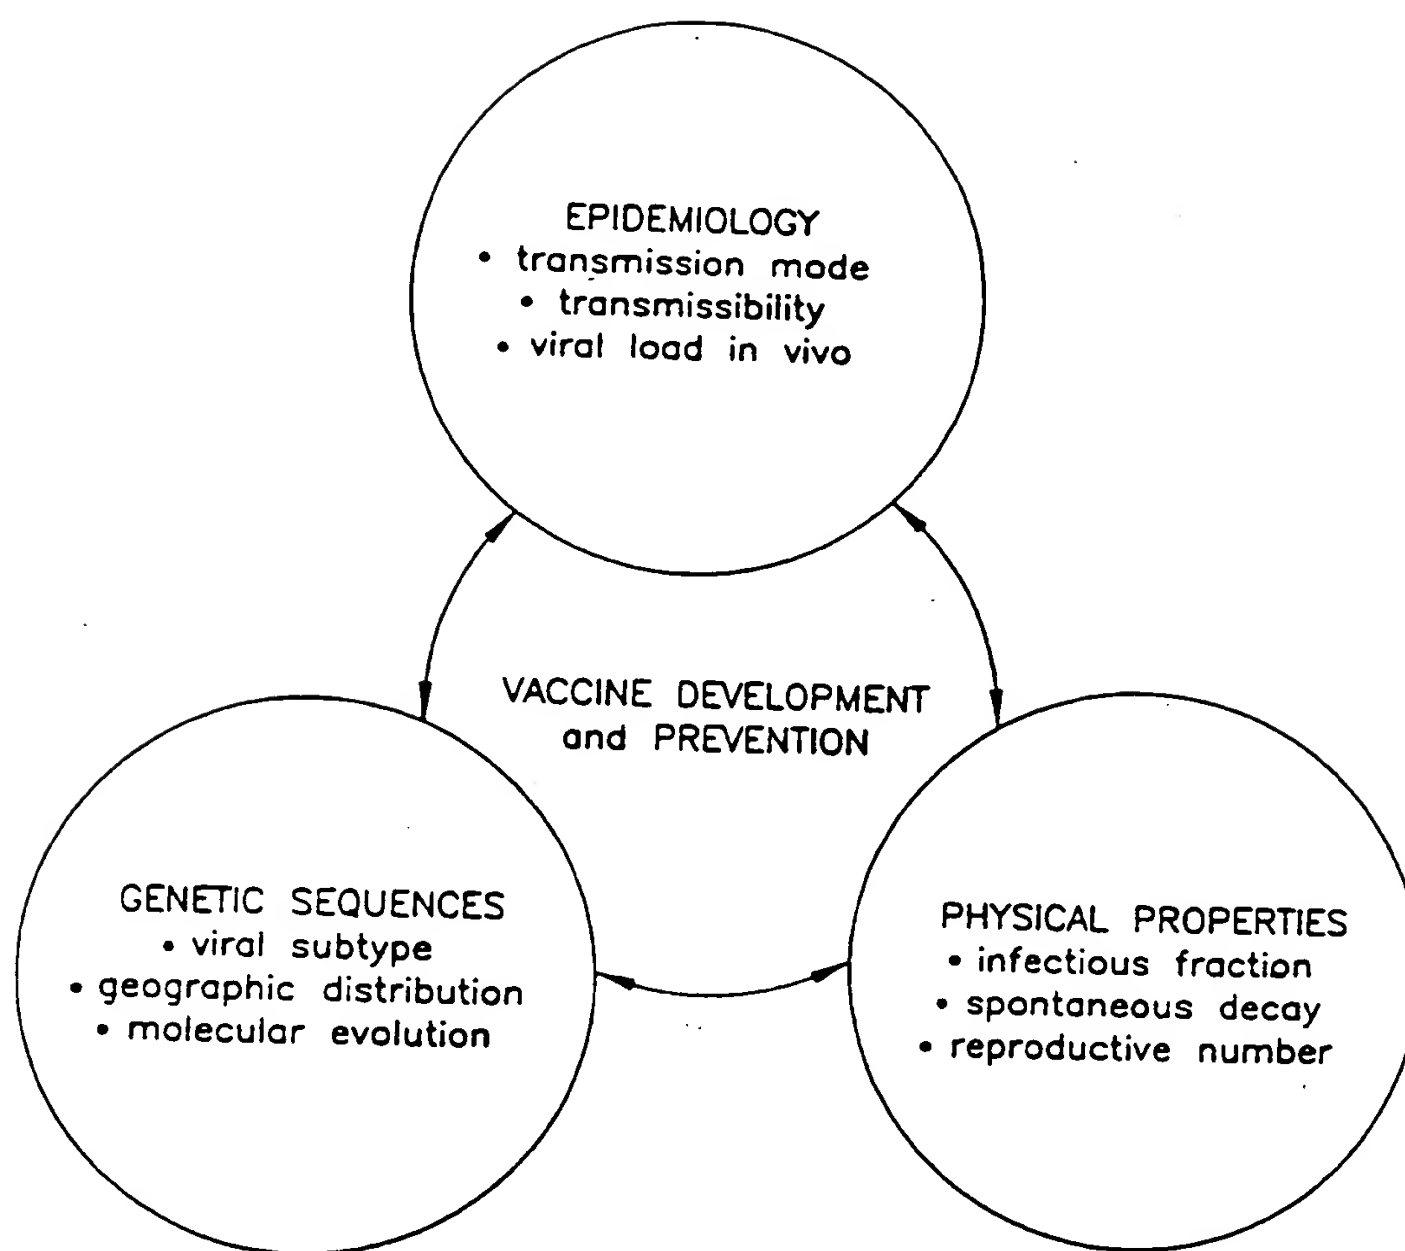 EPIDEMIOLOGY
• transmission mode
• transmissibility
• viral load in vivo
VACCINE DEVELOPMENT
and PREVENTION
GENETIC SEQUENCES
• viral subtype
• geographic distribution
• molecular evolution
PHYSICAL PROPERTIES
• infectious fraction
• spontaneous decay
• reproductive number